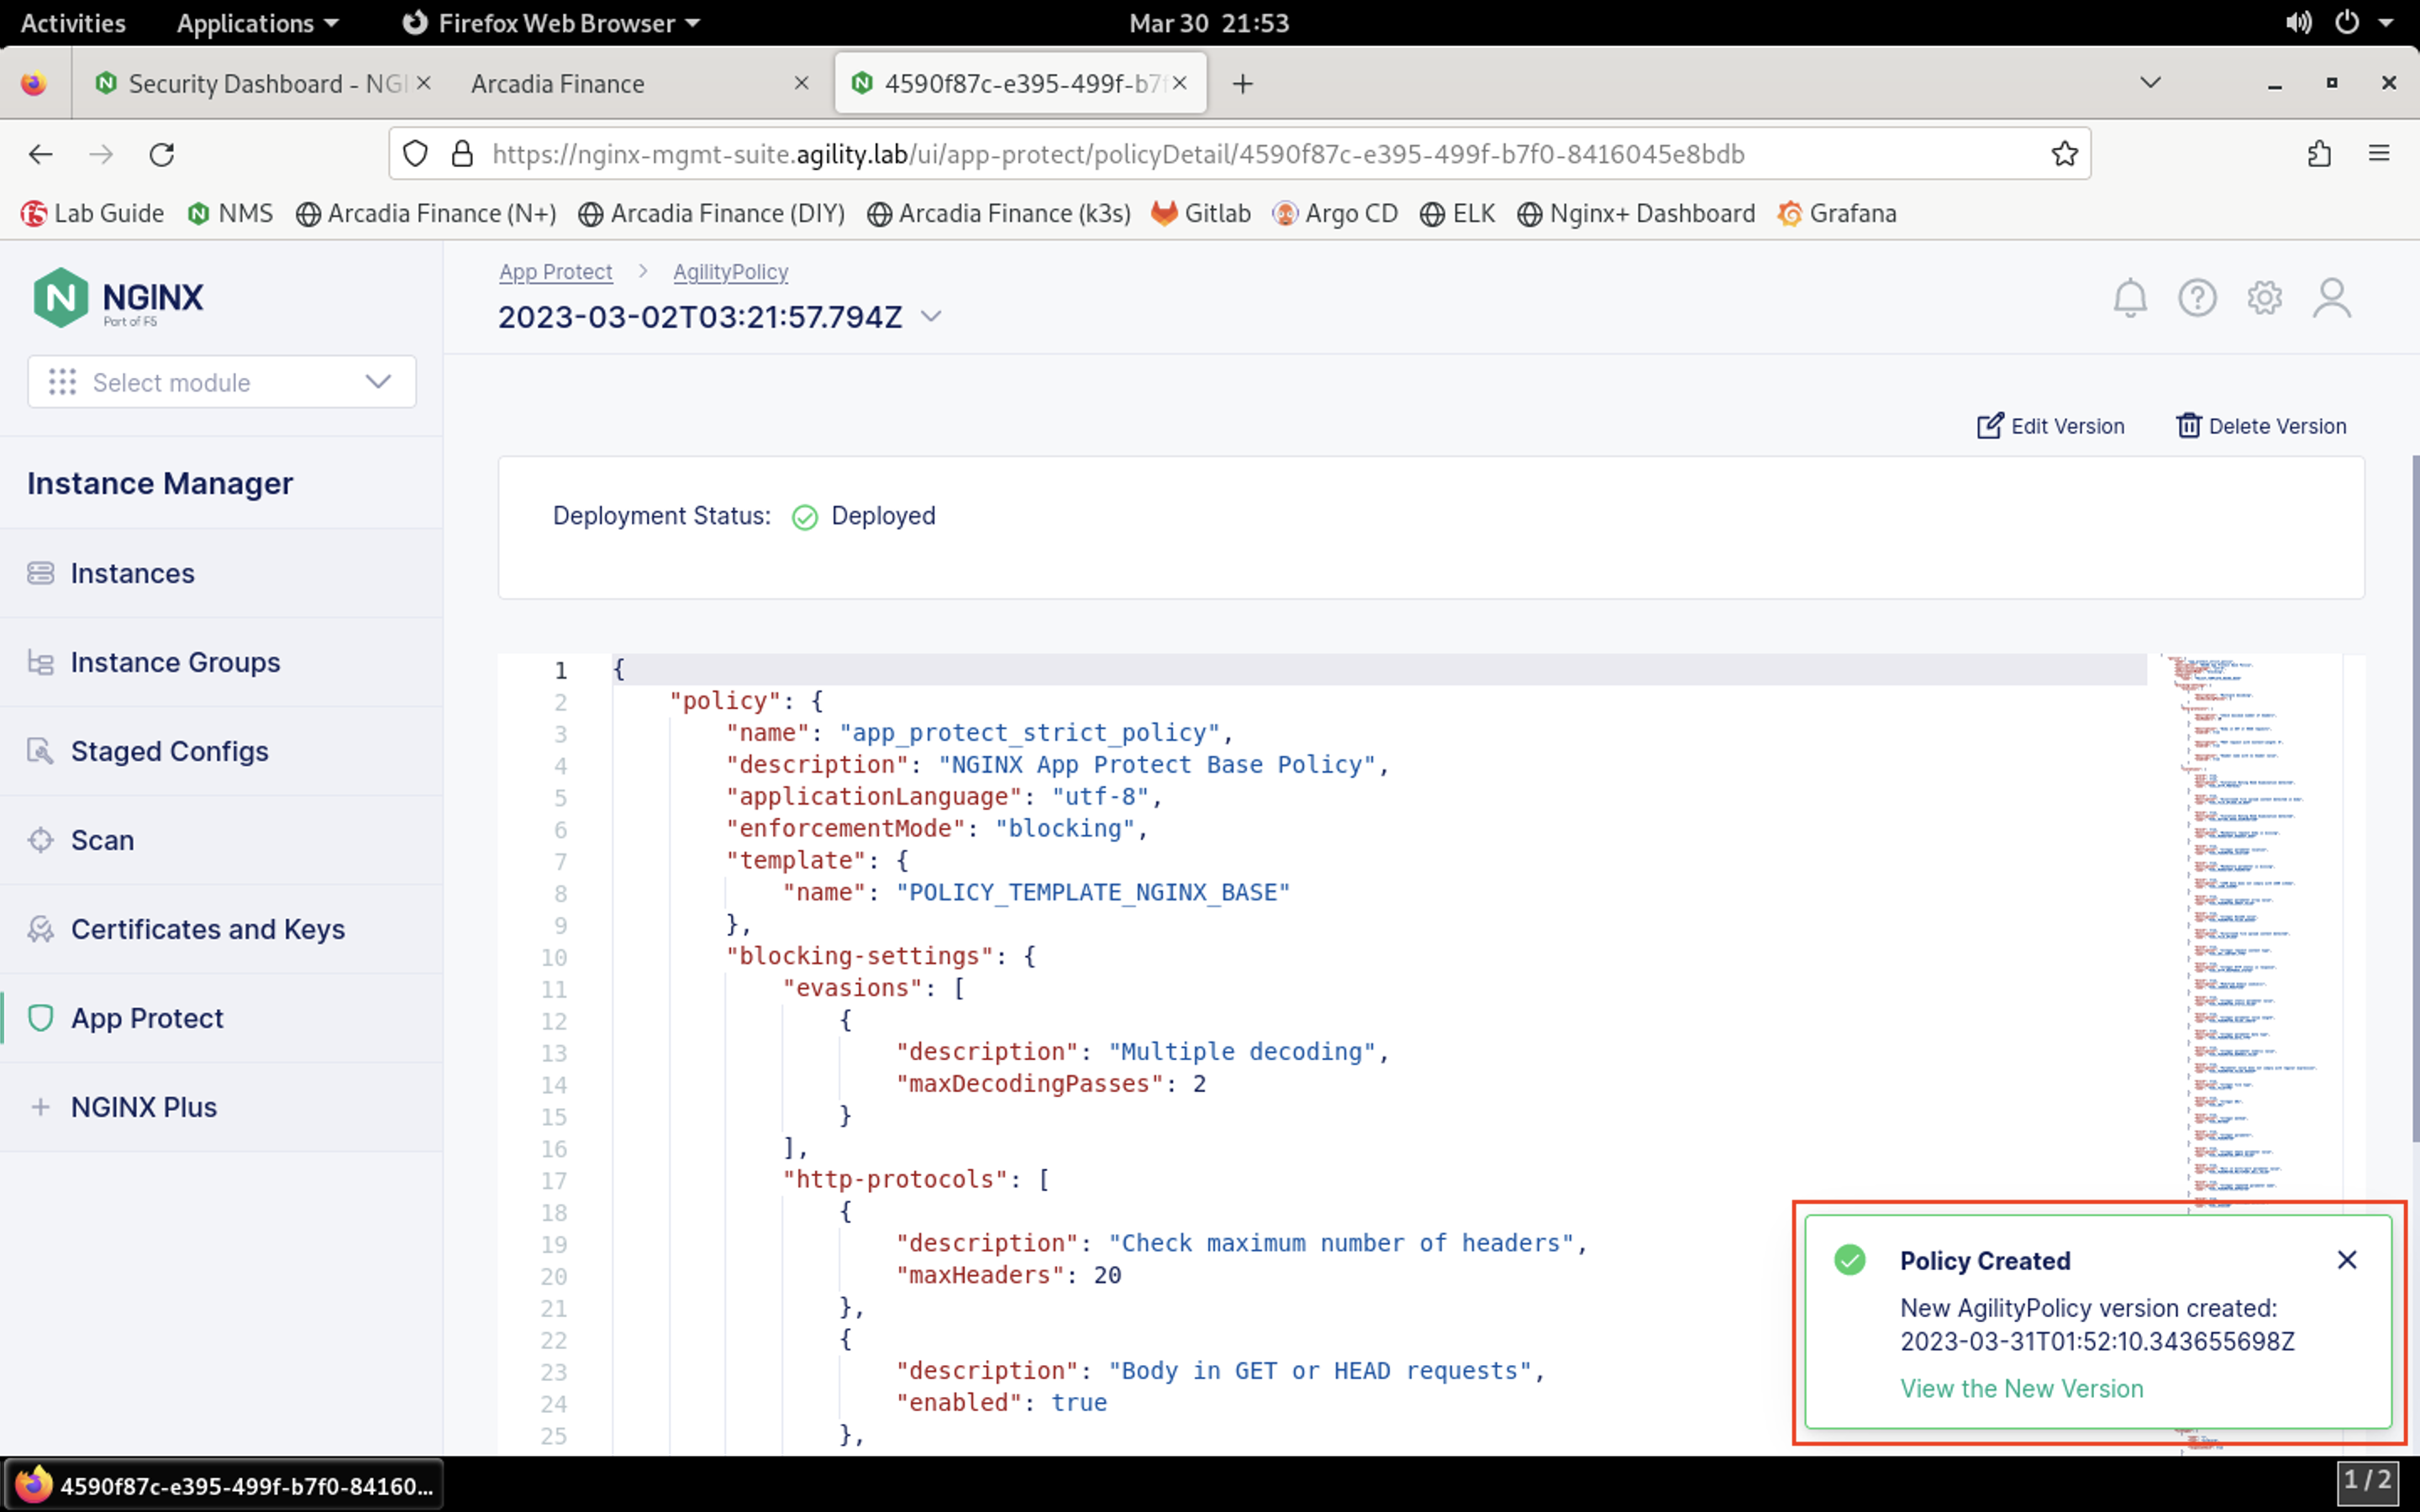 Activities Applications Firefox Web Browser Mar 30 21:53
Security Dashboard - NGI Arcadia Finance 4590f87c-e395-499f-b7f
https://nginx-mgmt-suite.agility.lab/ui/app-protect/policyDetail/4590f87c-e395-499f-b7f0-8416045e8bdb
Lab Guide NMS Arcadia Finance (N+) Arcadia Finance (DIY) Arcadia Finance (k3s) Gitlab Argo CD ELK Nginx+ Dashboard Grafana
NGINX
Part of F5
Select module
Instance Manager
Instances
Instance Groups
Staged Configs
Scan
Certificates and Keys
App Protect
NGINX Plus
App Protect > AgilityPolicy
2023-03-02T03:21:57.794Z
Edit Version Delete Version
Deployment Status: Deployed
1 {
2 "policy": {
3 "name": "app_protect_strict_policy",
4 "description": "NGINX App Protect Base Policy",
5 "applicationLanguage": "utf-8",
6 "enforcementMode": "blocking",
7 "template": {
8 "name": "POLICY_TEMPLATE_NGINX_BASE"
9 },
10 "blocking-settings": {
11 "evasions": [
12 {
13 "description": "Multiple decoding",
14 "maxDecodingPasses": 2
15 }
16 ],
17 "http-protocols": [
18 {
19 "description": "Check maximum number of headers",
20 "maxHeaders": 20
21 },
22 {
23 "description": "Body in GET or HEAD requests",
24 "enabled": true
25 },
Policy Created
New AgilityPolicy version created:
2023-03-31T01:52:10.343655698Z
View the New Version
4590f87c-e395-499f-b7f0-84160...
1 / 2